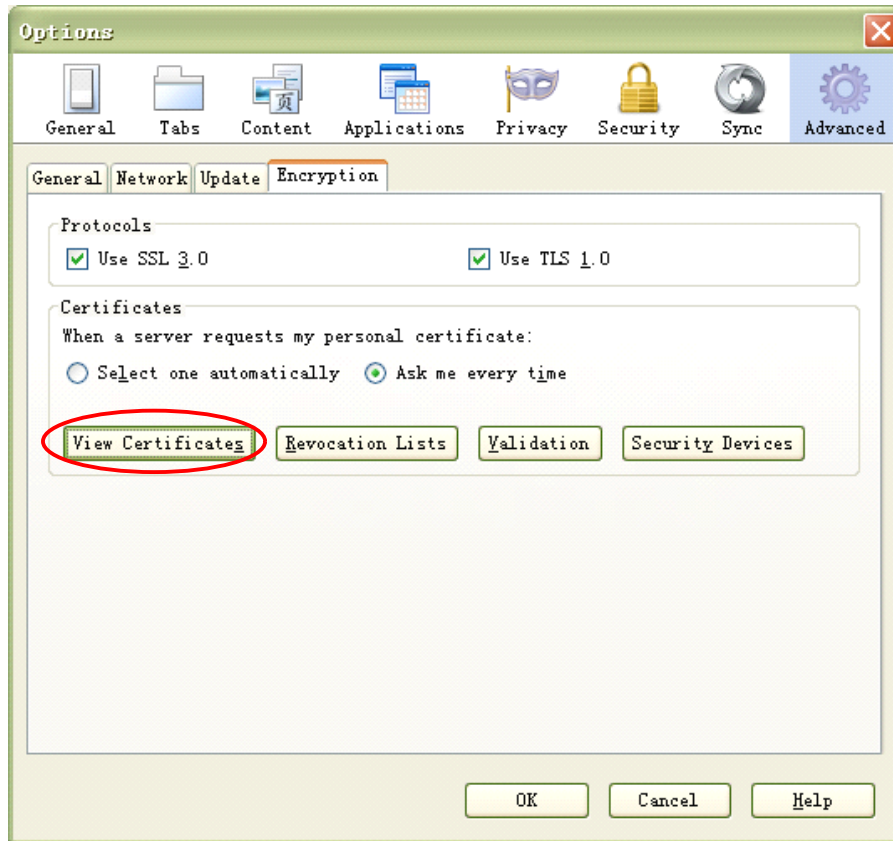 Options
General Tabs Content Applications Privacy Security Sync Advanced
页
General Network Update Encryption
Protocols
Use SSL 3.0 Use TLS 1.0
Certificates
When a server requests my personal certificate:
Select one automatically Ask me every time
View Certificates Revocation Lists Validation Security Devices
OK Cancel Help